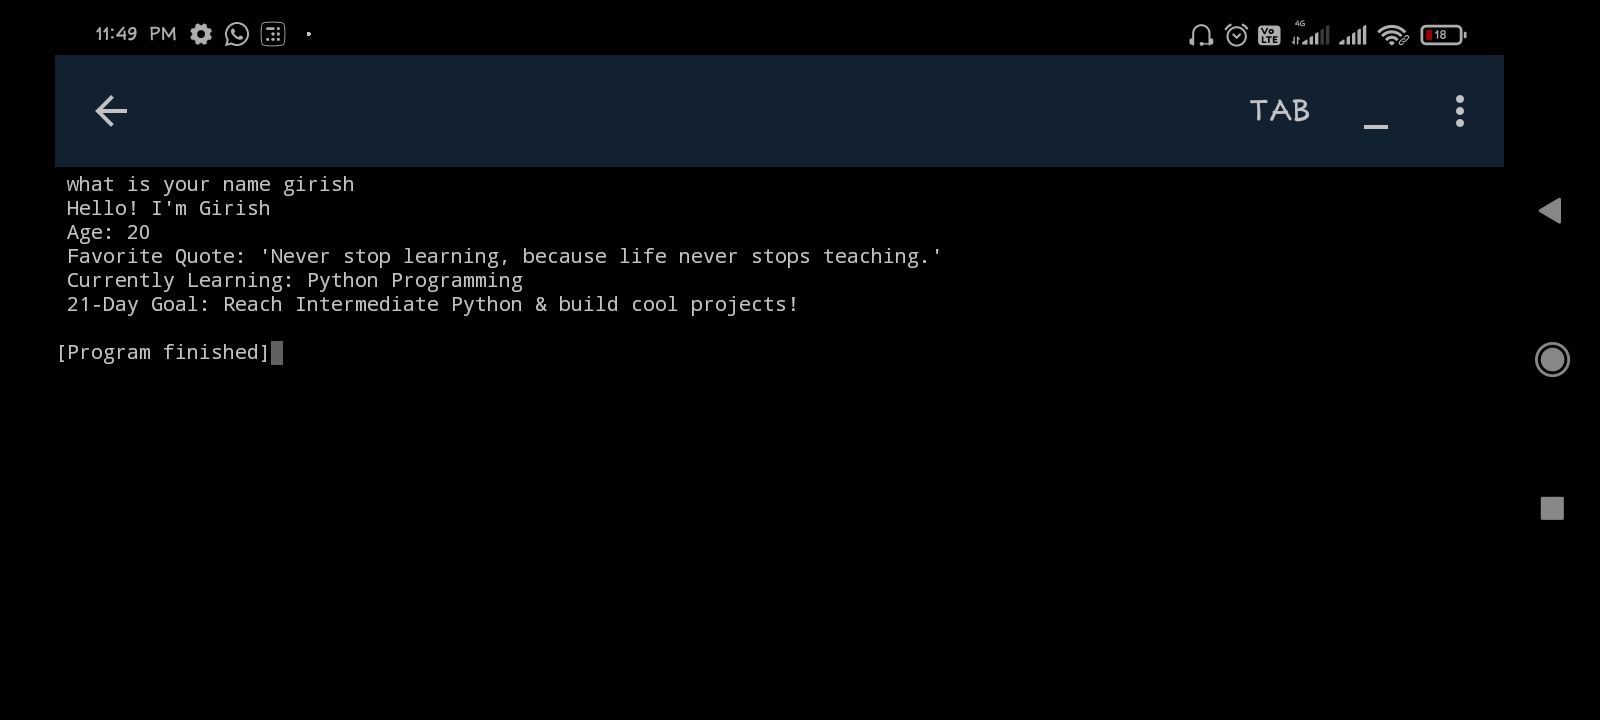 11:49 PM
Vo LTE 4G 18
TAB _
what is your name girish
Hello! I'm Girish
Age: 20
Favorite Quote: 'Never stop learning, because life never stops teaching.'
Currently Learning: Python Programming
21-Day Goal: Reach Intermediate Python & build cool projects!
[Program finished]